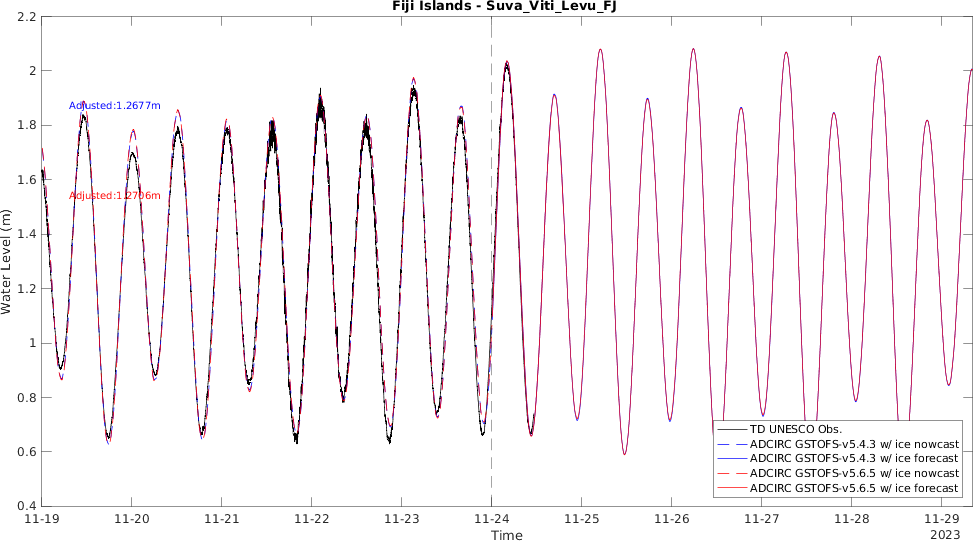 Fiji Islands - Suva_Viti_Levu_FJ
2.2
2
1.8
1.6
1.4
1.2
1
0.8
0.6
0.4
Water Level (m)
Adjusted:1.2677m
Adjusted:1.2706m
TD UNESCO Obs.
ADCIRC GSTOFS-v5.4.3 w/ ice nowcast
ADCIRC GSTOFS-v5.4.3 w/ ice forecast
ADCIRC GSTOFS-v5.6.5 w/ ice nowcast
ADCIRC GSTOFS-v5.6.5 w/ ice forecast
11-19 11-20 11-21 11-22 11-23 11-24 11-25 11-26 11-27 11-28 11-29
Time
2023